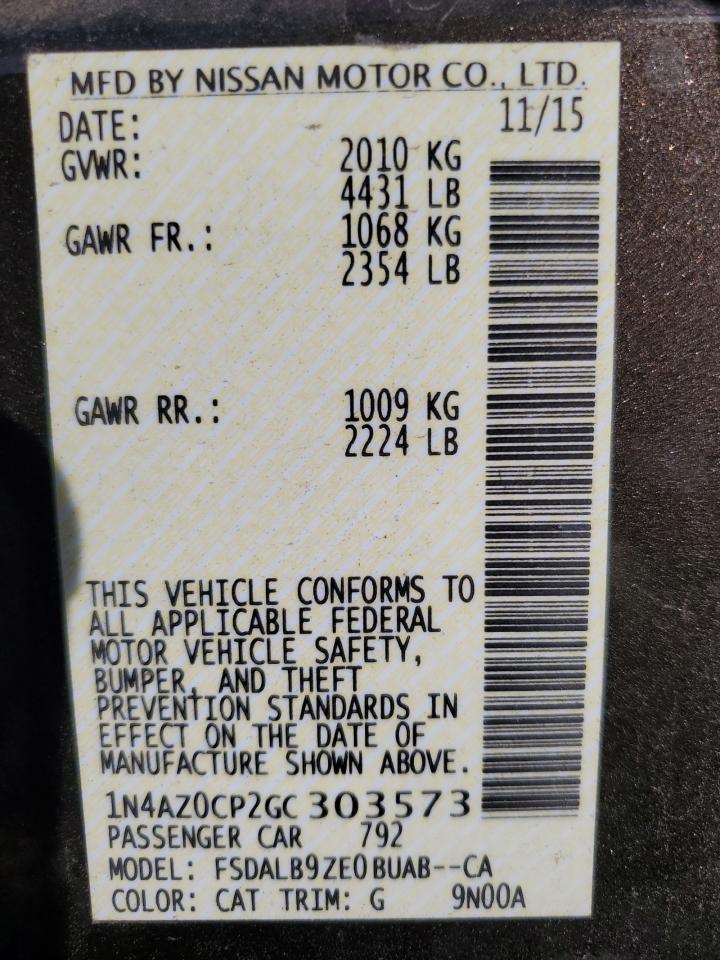 MFD BY NISSAN MOTOR CO., LTD.
DATE: 11/15
GVWR: 2010 KG
4431 LB
GAWR FR.: 1068 KG
2354 LB
GAWR RR.: 1009 KG
2224 LB
THIS VEHICLE CONFORMS TO
ALL APPLICABLE FEDERAL
MOTOR VEHICLE SAFETY,
BUMPER, AND THEFT
PREVENTION STANDARDS IN
EFFECT ON THE DATE OF
MANUFACTURE SHOWN ABOVE.
1N4AZ0CP2GC 303573
PASSENGER CAR 792
MODEL: FSDALB9ZE0BUAB--CA
COLOR: CAT TRIM: G 9N00A